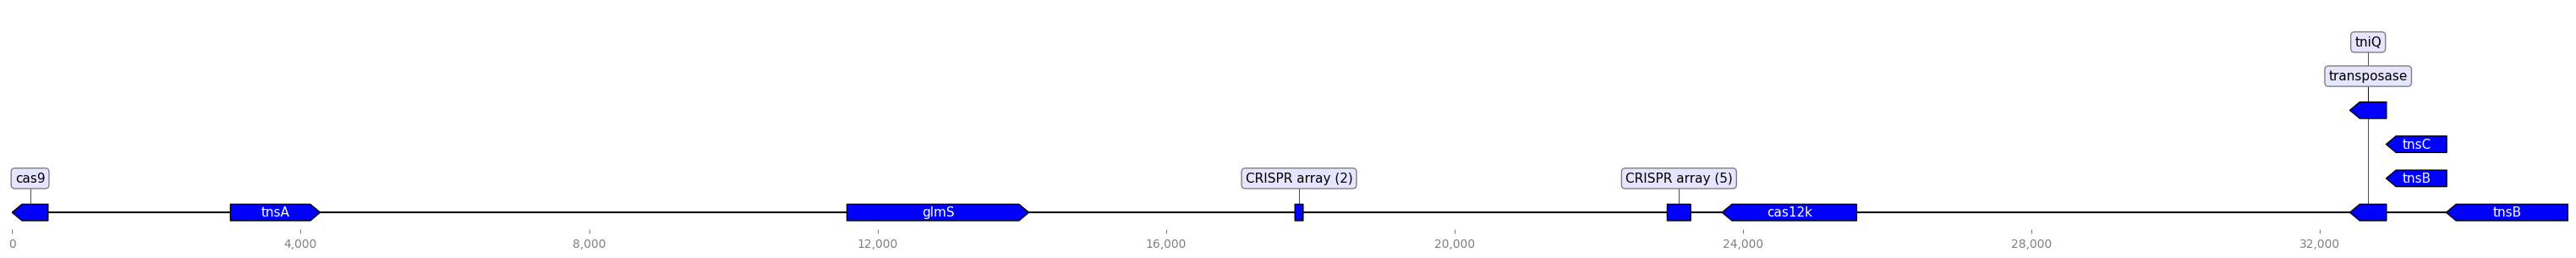 tniQ
transposase
tnsC
cas9
CRISPR array (2)
CRISPR array (5)
tnsB
tnsA
glmS
cas12k
tnsB
0
4,000
8,000
12,000
16,000
20,000
24,000
28,000
32,000